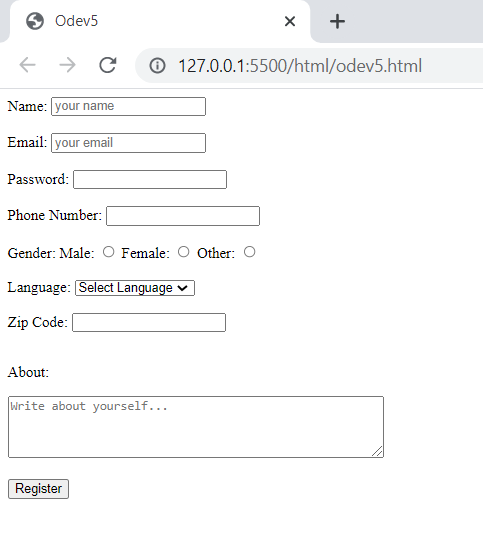 Odev5
127.0.0.1:5500/html/odev5.html
Name: your name
Email: your email
Password:
Phone Number:
Gender: Male: Female: Other:
Language: Select Language
Zip Code:
About:
Write about yourself...
Register